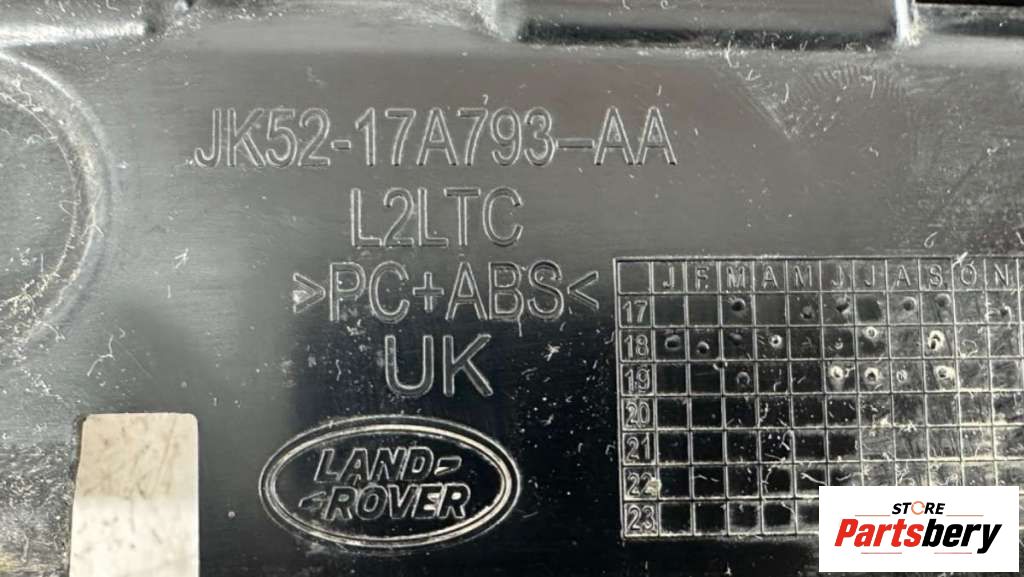 JK52-17A793-AA
L2LTC
>PC+ABS<
UK
LAND-
-ROVER
J F M A M J J A S O N
17
18
19
20
21
22
23
STORE
Partsbery